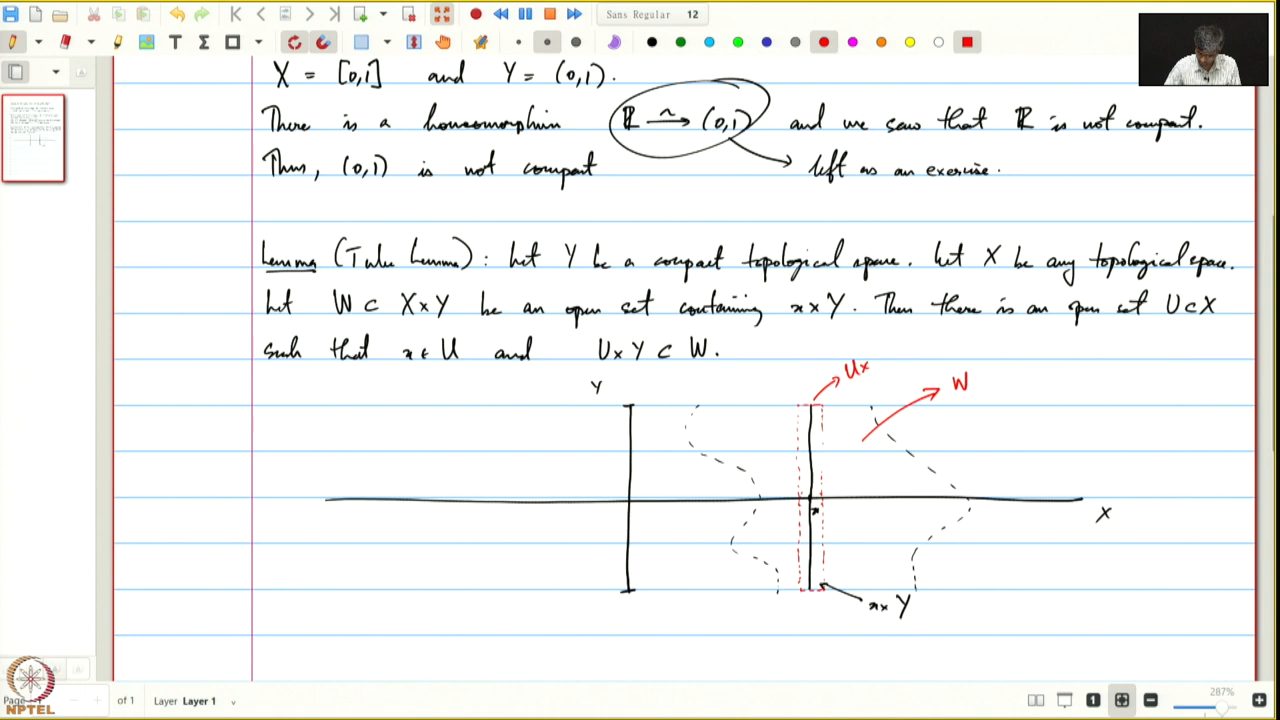 Sans Regular 12
X = [0,1] and Y = (0,1).
There is a homeomorphism ℝ ⥲ (0,1) and we saw that ℝ is not compact.
Thus, (0,1) is not compact
left as an exercise.
Lemma (Tube Lemma): Let Y be a compact topological space. Let X be any topological space.
Let W ⊂ X×Y be an open set containing x×Y. Then there is an open set U⊂X
such that x∈U and U×Y ⊂ W.
Ux
W
Y
x
X
x×Y
NPTEL
Page
of 1
Layer Layer 1
1
287%